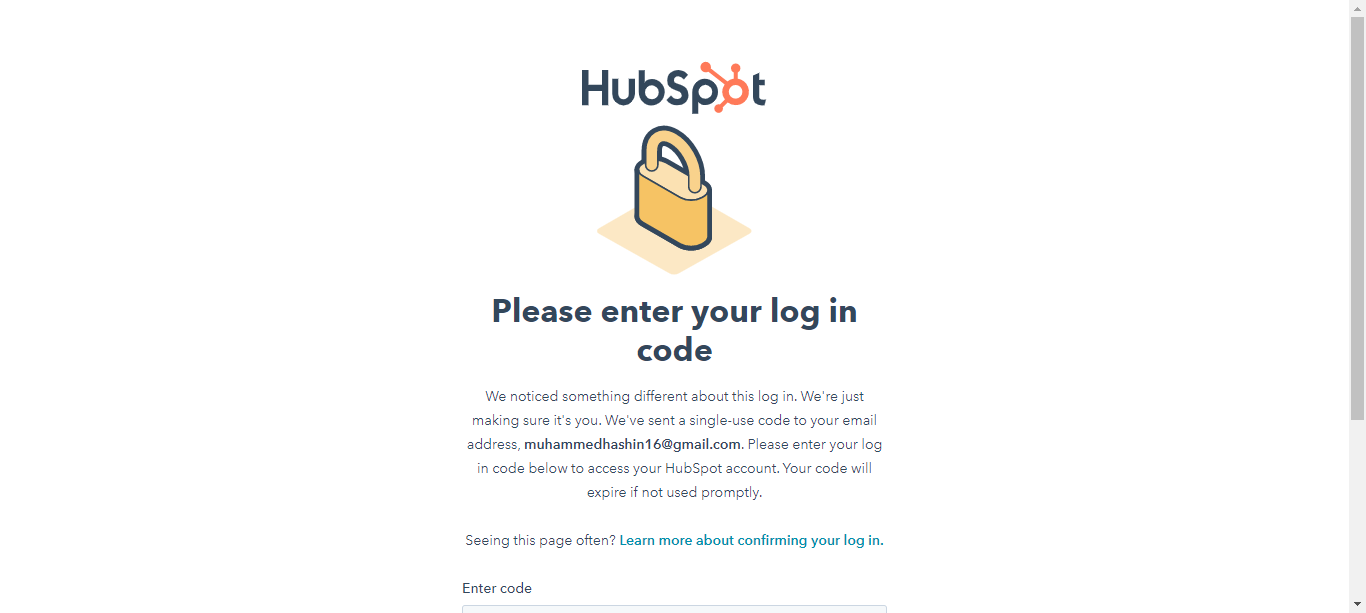 HubSpot
Please enter your log in
code
We noticed something different about this log in. We're just
making sure it's you. We've sent a single-use code to your email
address, muhammedhashin16@gmail.com. Please enter your log
in code below to access your HubSpot account. Your code will
expire if not used promptly.
Seeing this page often? Learn more about confirming your log in.
Enter code